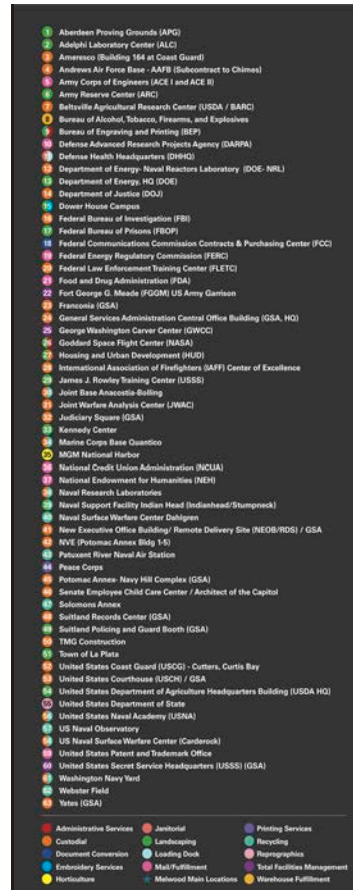 1 Aberdeen Proving Grounds (APG)
2 Adelphi Laboratory Center (ALC)
3 Ameresco (Building 164 at Coast Guard)
4 Andrews Air Force Base - AAFB (Subcontract to Chimes)
5 Army Corps of Engineers (ACE I and ACE II)
6 Army Reserve Center (ARC)
7 Beltsville Agricultural Research Center (USDA / BARC)
8 Bureau of Alcohol, Tobacco, Firearms, and Explosives
9 Bureau of Engraving and Printing (BEP)
10 Defense Advanced Research Projects Agency (DARPA)
11 Defense Health Headquarters (DHHQ)
12 Department of Energy- Naval Reactors Laboratory (DOE- NRL)
13 Department of Energy, HQ (DOE)
14 Department of Justice (DOJ)
15 Dower House Campus
16 Federal Bureau of Investigation (FBI)
17 Federal Bureau of Prisons (FBOP)
18 Federal Communications Commission Contracts & Purchasing Center (FCC)
19 Federal Energy Regulatory Commission (FERC)
20 Federal Law Enforcement Training Center (FLETC)
21 Food and Drug Administration (FDA)
22 Fort George G. Meade (FGGM) US Army Garrison
23 Franconia (GSA)
24 General Services Administration Central Office Building (GSA, HQ)
25 George Washington Carver Center (GWCC)
26 Goddard Space Flight Center (NASA)
27 Housing and Urban Development (HUD)
28 International Association of Firefighters (IAFF) Center of Excellence
29 James J. Rowley Training Center (USSS)
30 Joint Base Anacostia-Bolling
31 Joint Warfare Analysis Center (JWAC)
32 Judiciary Square (GSA)
33 Kennedy Center
34 Marine Corps Base Quantico
35 MGM National Harbor
36 National Credit Union Administration (NCUA)
37 National Endowment for Humanities (NEH)
38 Naval Research Laboratories
39 Naval Support Facility Indian Head (Indianhead/Stumpneck)
40 Naval Surface Warfare Center Dahlgren
41 New Executive Office Building/ Remote Delivery Site (NEOB/RDS) / GSA
42 NVE (Potomac Annex Bldg 1-5)
43 Patuxent River Naval Air Station
44 Peace Corps
45 Potomac Annex- Navy Hill Complex (GSA)
46 Senate Employee Child Care Center / Architect of the Capitol
47 Solomons Annex
48 Suitland Records Center (GSA)
49 Suitland Policing and Guard Booth (GSA)
50 TMG Construction
51 Town of La Plata
52 United States Coast Guard (USCG) - Cutters, Curtis Bay
53 United States Courthouse (USCH) / GSA
54 United States Department of Agriculture Headquarters Building (USDA HQ)
55 United States Department of State
56 United States Naval Academy (USNA)
57 US Naval Observatory
58 US Naval Surface Warfare Center (Carderock)
59 United States Patent and Trademark Office
60 United States Secret Service Headquarters (USSS) (GSA)
61 Washington Navy Yard
62 Webster Field
63 Yates (GSA)
Administrative Services
Custodial
Document Conversion
Embroidery Services
Horticulture
Janitorial
Landscaping
Loading Dock
Mail/Fulfillment
Melwood Main Locations
Printing Services
Recycling
Reprographics
Total Facilities Management
Warehouse Fulfillment